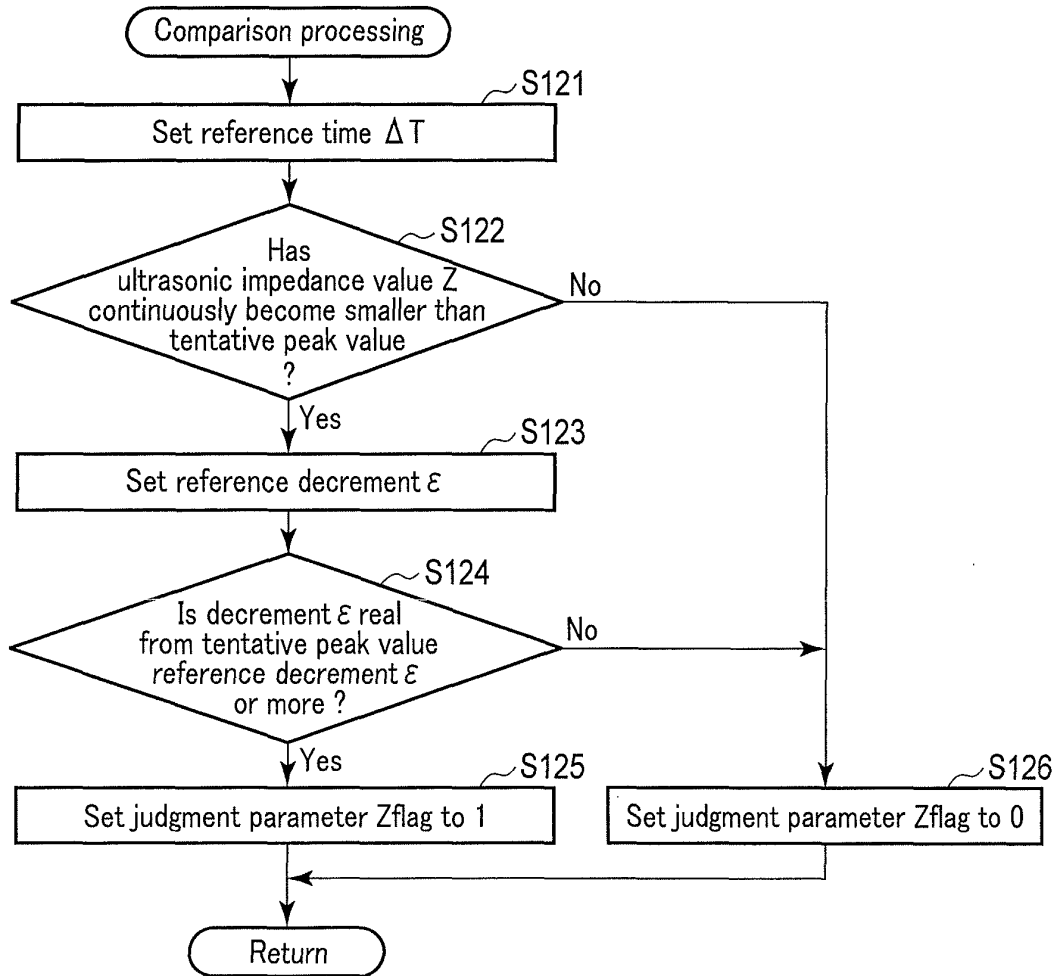 Comparison processing
S121
Set reference time ΔT
S122
Has
ultrasonic impedance value Z
continuously become smaller than
tentative peak value
?
No
Yes
S123
Set reference decrement ε
S124
Is decrement ε real
from tentative peak value
reference decrement ε
or more ?
No
Yes
S125
Set judgment parameter Zflag to 1
S126
Set judgment parameter Zflag to 0
Return